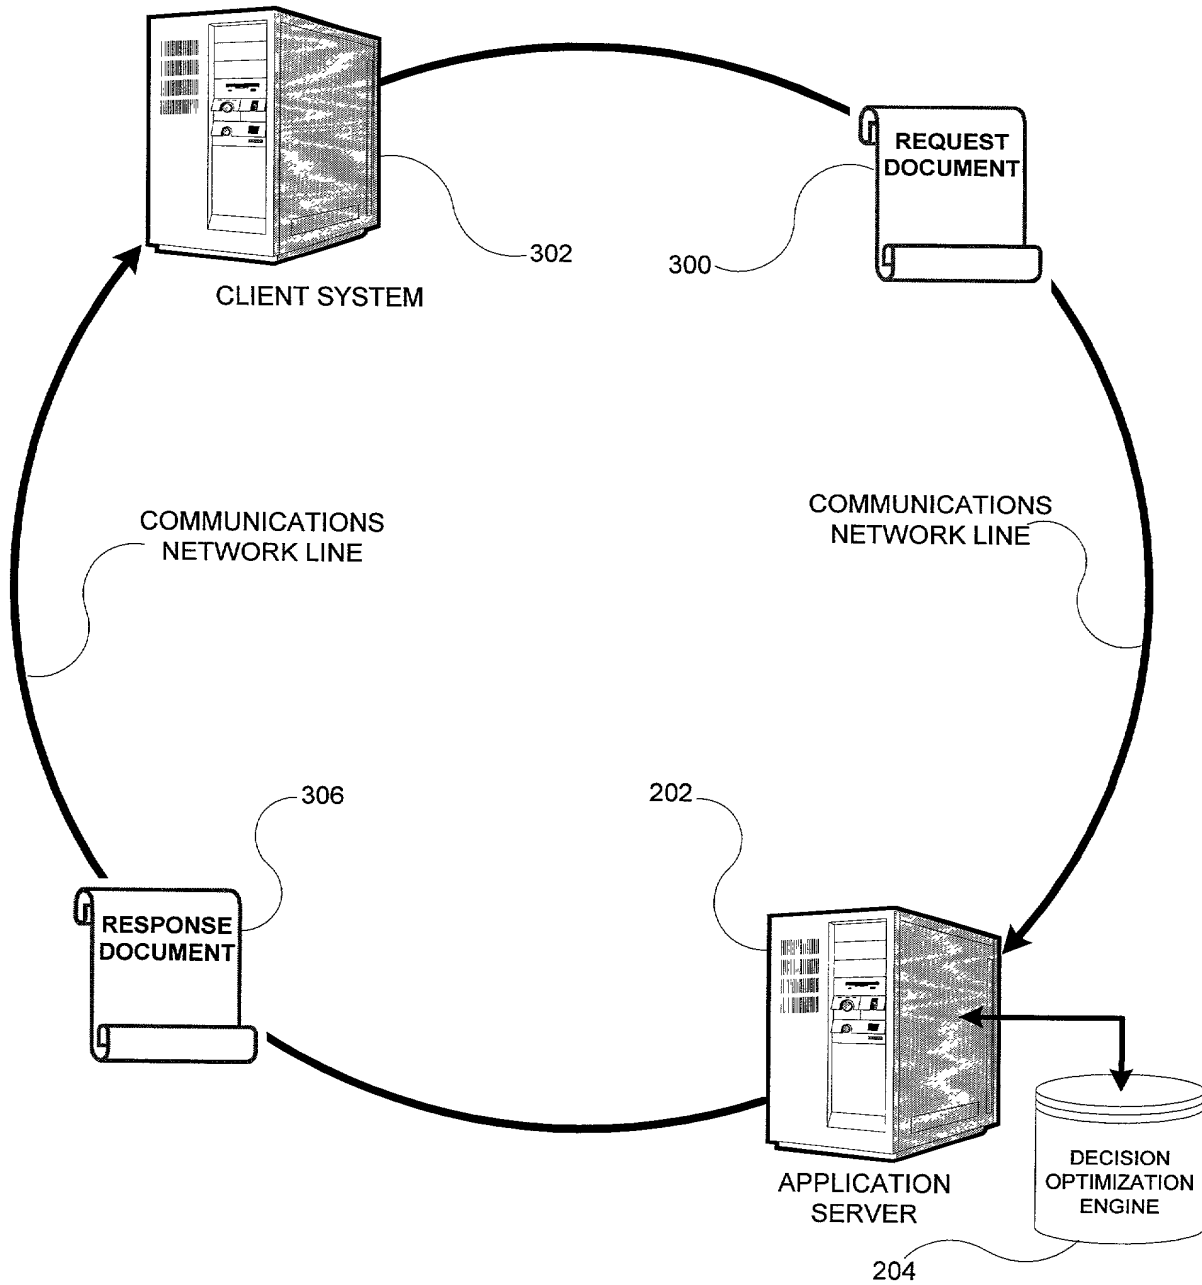 REQUEST
DOCUMENT
302
300
CLIENT SYSTEM
COMMUNICATIONS
NETWORK LINE
COMMUNICATIONS
NETWORK LINE
306
202
RESPONSE
DOCUMENT
DECISION
OPTIMIZATION
ENGINE
APPLICATION
SERVER
204